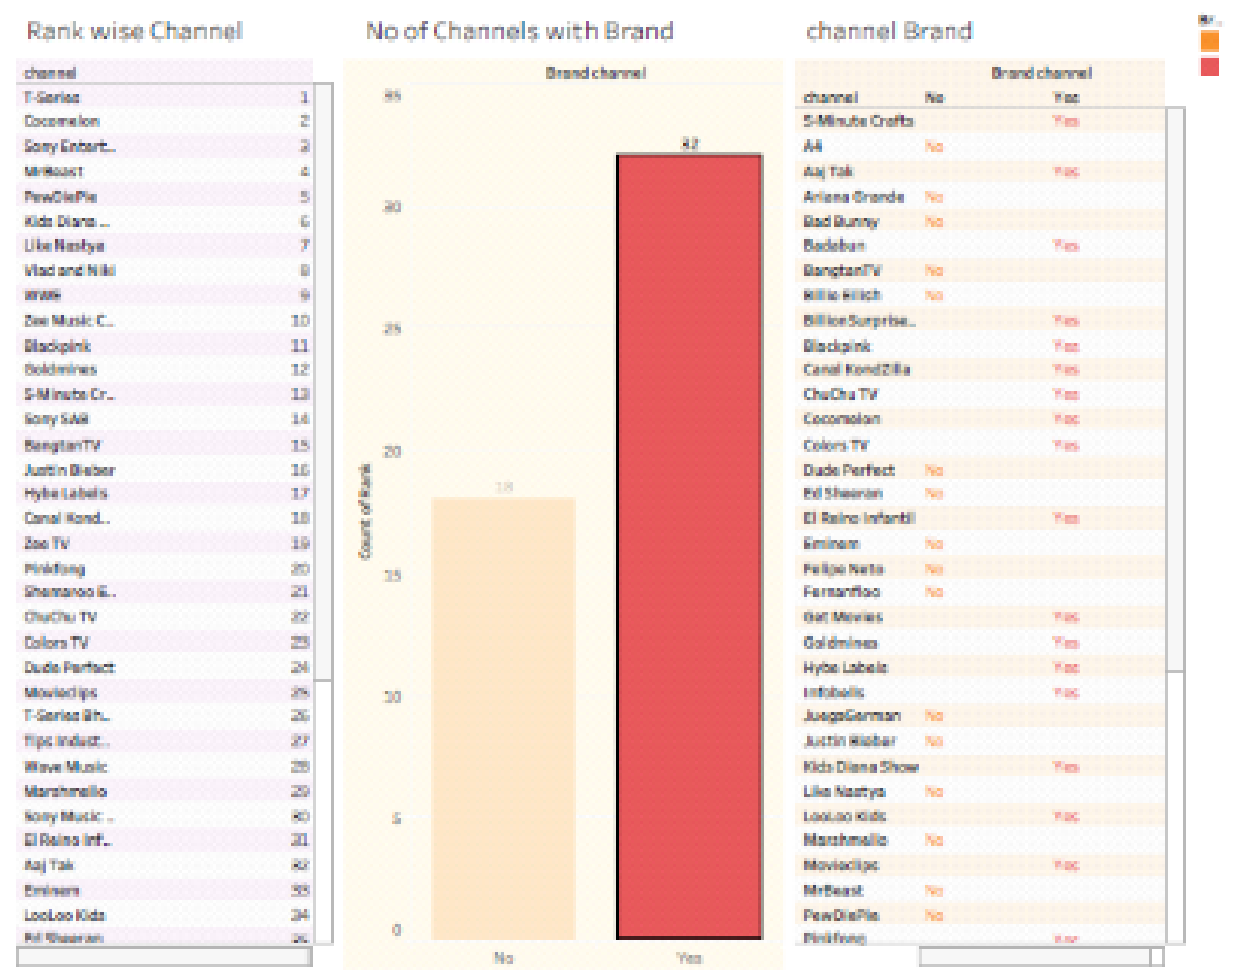 Rank wise Channel
channel
T-Series 1
Cocomelon 2
Sony Entert.. 3
MrBeast 4
PewDiePie 5
Kids Diana .. 6
Like Nastya 7
Vlad and Niki 8
WWE 9
Zee Music C.. 10
Blackpink 11
Goldmines 12
5-Minute Cr.. 13
Sony SAB 14
BangtanTV 15
Justin Bieber 16
Hybe Labels 17
Canal Kond.. 18
Zee TV 19
Pinkfong 20
Shemaroo E.. 21
ChuChu TV 22
Colors TV 23
Dude Perfect 24
Movieclips 25
T-Series Bh.. 26
Tips Indust.. 27
Wave Music 28
Marshmello 29
Sony Music .. 30
El Reino Inf.. 31
Aaj Tak 32
Eminem 33
LooLoo Kids 34
Ed Sheeran 35
No of Channels with Brand
Brand channel
35
30
25
20
15
10
5
0
Count of Rank
18
32
No Yes
channel Brand
Brand channel
channel No Yes
5-Minute Crafts Yes
A4 No
Aaj Tak Yes
Ariana Grande No
Bad Bunny No
Badabun Yes
BangtanTV No
Billie Eilish No
BillionSurprise.. Yes
Blackpink Yes
Canal KondZilla Yes
ChuChu TV Yes
Cocomelon Yes
Colors TV Yes
Dude Perfect No
Ed Sheeran No
El Reino Infantil Yes
Eminem No
Felipe Neto No
Fernanfloo No
Get Movies Yes
Goldmines Yes
Hybe Labels Yes
Infobells Yes
JuegaGerman No
Justin Bieber No
Kids Diana Show Yes
Like Nastya No
LooLoo Kids Yes
Marshmello No
Movieclips Yes
MrBeast No
PewDiePie No
Pinkfong Yes